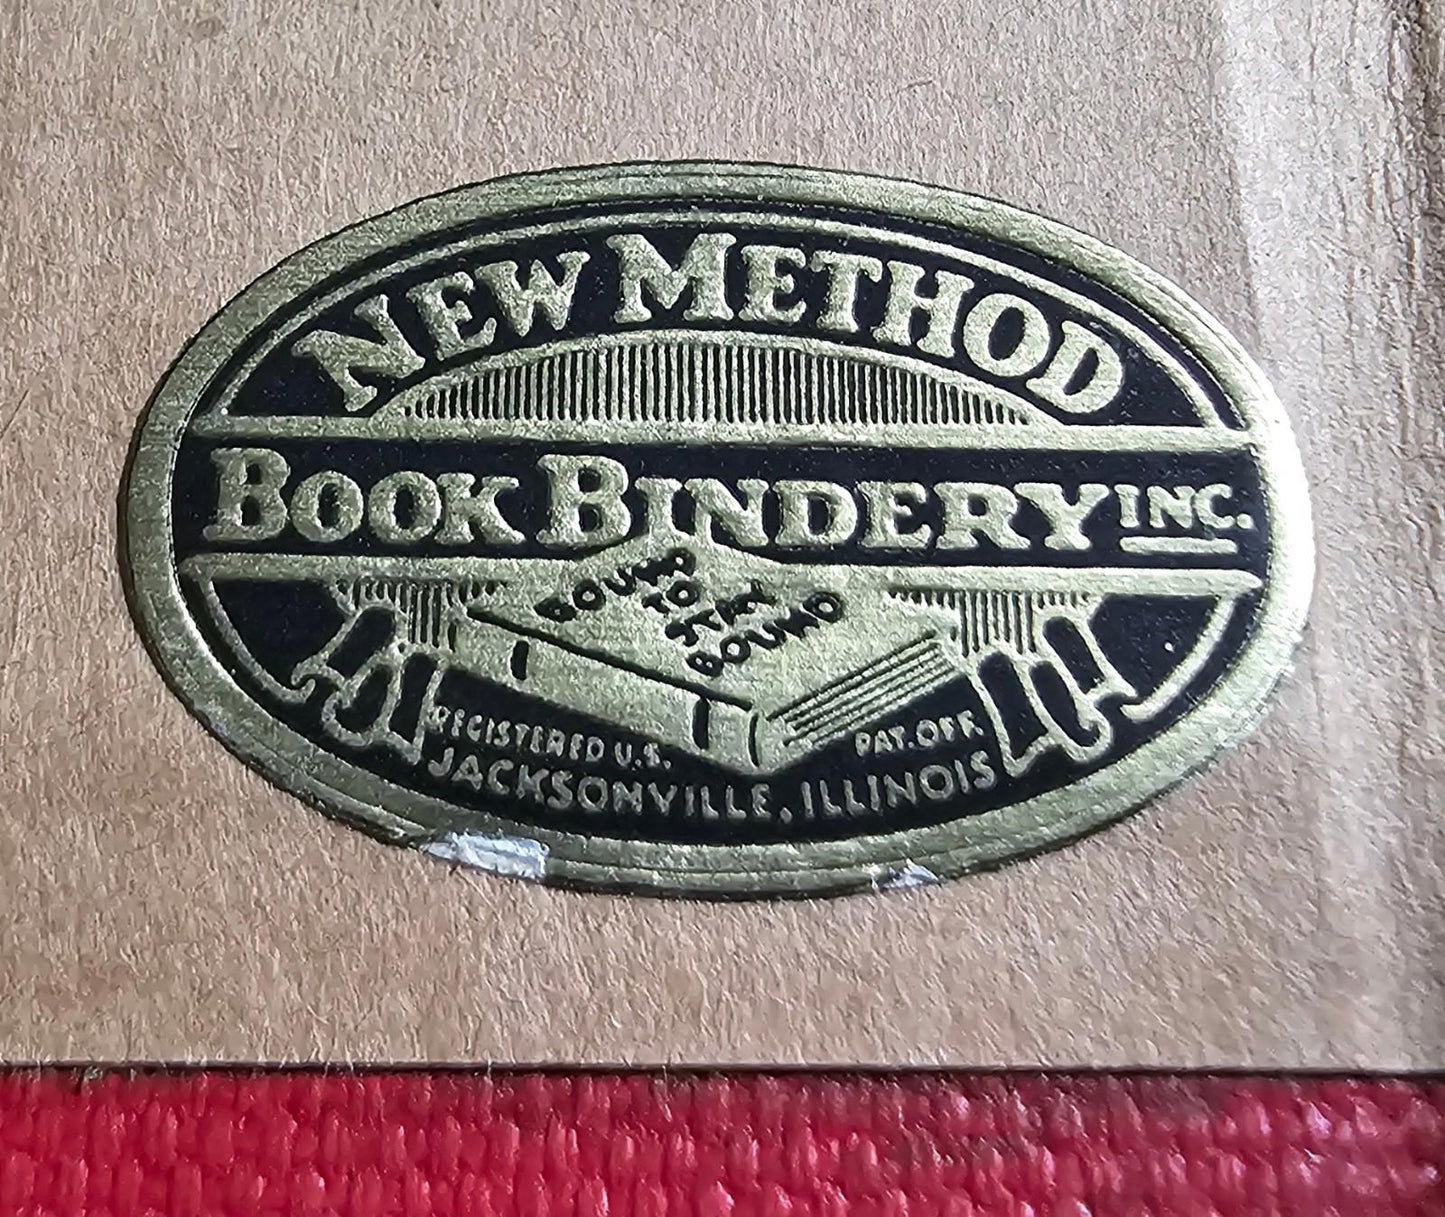 NEW METHOD
BOOK BINDERY INC.
BOUND
TO
STAY
BOUND
REGISTERED U.S. PAT. OFF.
JACKSONVILLE, ILLINOIS